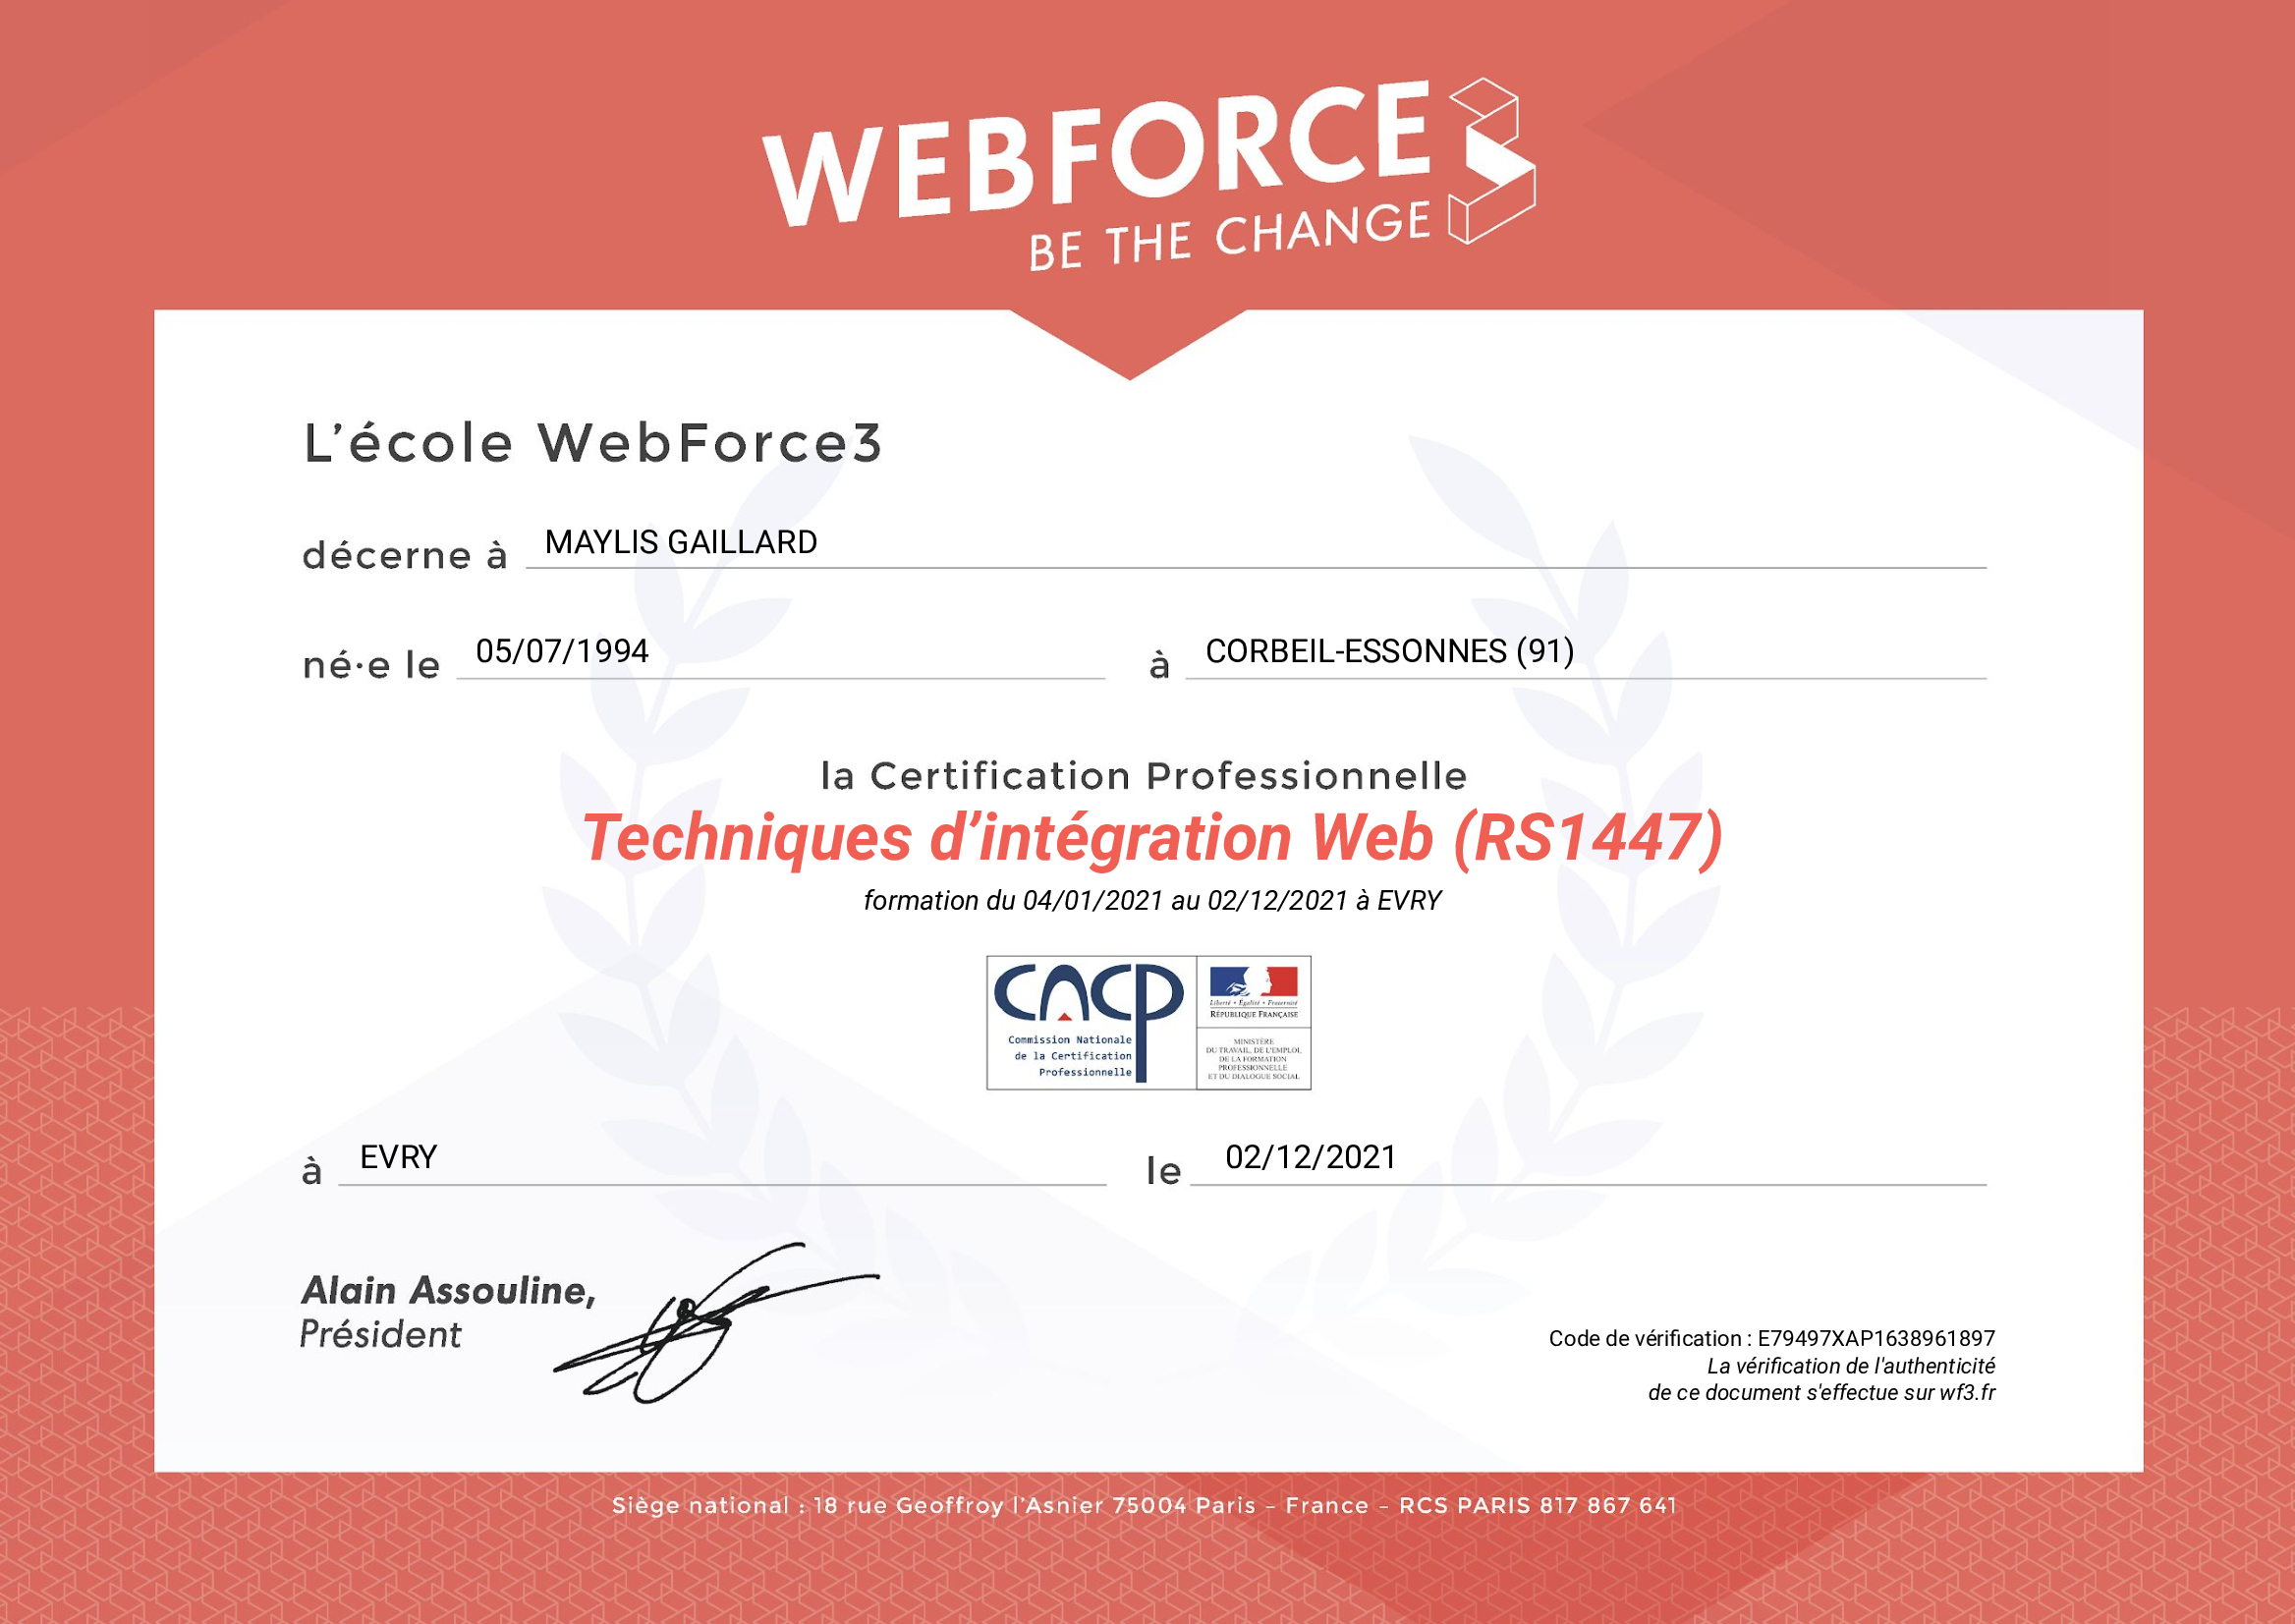 WEBFORCE3
BE THE CHANGE
L'école WebForce3
décerne à MAYLIS GAILLARD
né·e le 05/07/1994 à CORBEIL-ESSONNES (91)
la Certification Professionnelle
Techniques d'intégration Web (RS1447)
formation du 04/01/2021 au 02/12/2021 à EVRY
CNCP
Commission Nationale
de la Certification
Professionnelle
Liberté • Égalité • Fraternité
RÉPUBLIQUE FRANÇAISE
MINISTÈRE
DU TRAVAIL, DE L'EMPLOI,
DE LA FORMATION
PROFESSIONNELLE
ET DU DIALOGUE SOCIAL
à EVRY le 02/12/2021
Alain Assouline,
Président
Code de vérification : E79497XAP1638961897
La vérification de l'authenticité
de ce document s'effectue sur wf3.fr
Siège national : 18 rue Geoffroy l'Asnier 75004 Paris – France – RCS PARIS 817 867 641